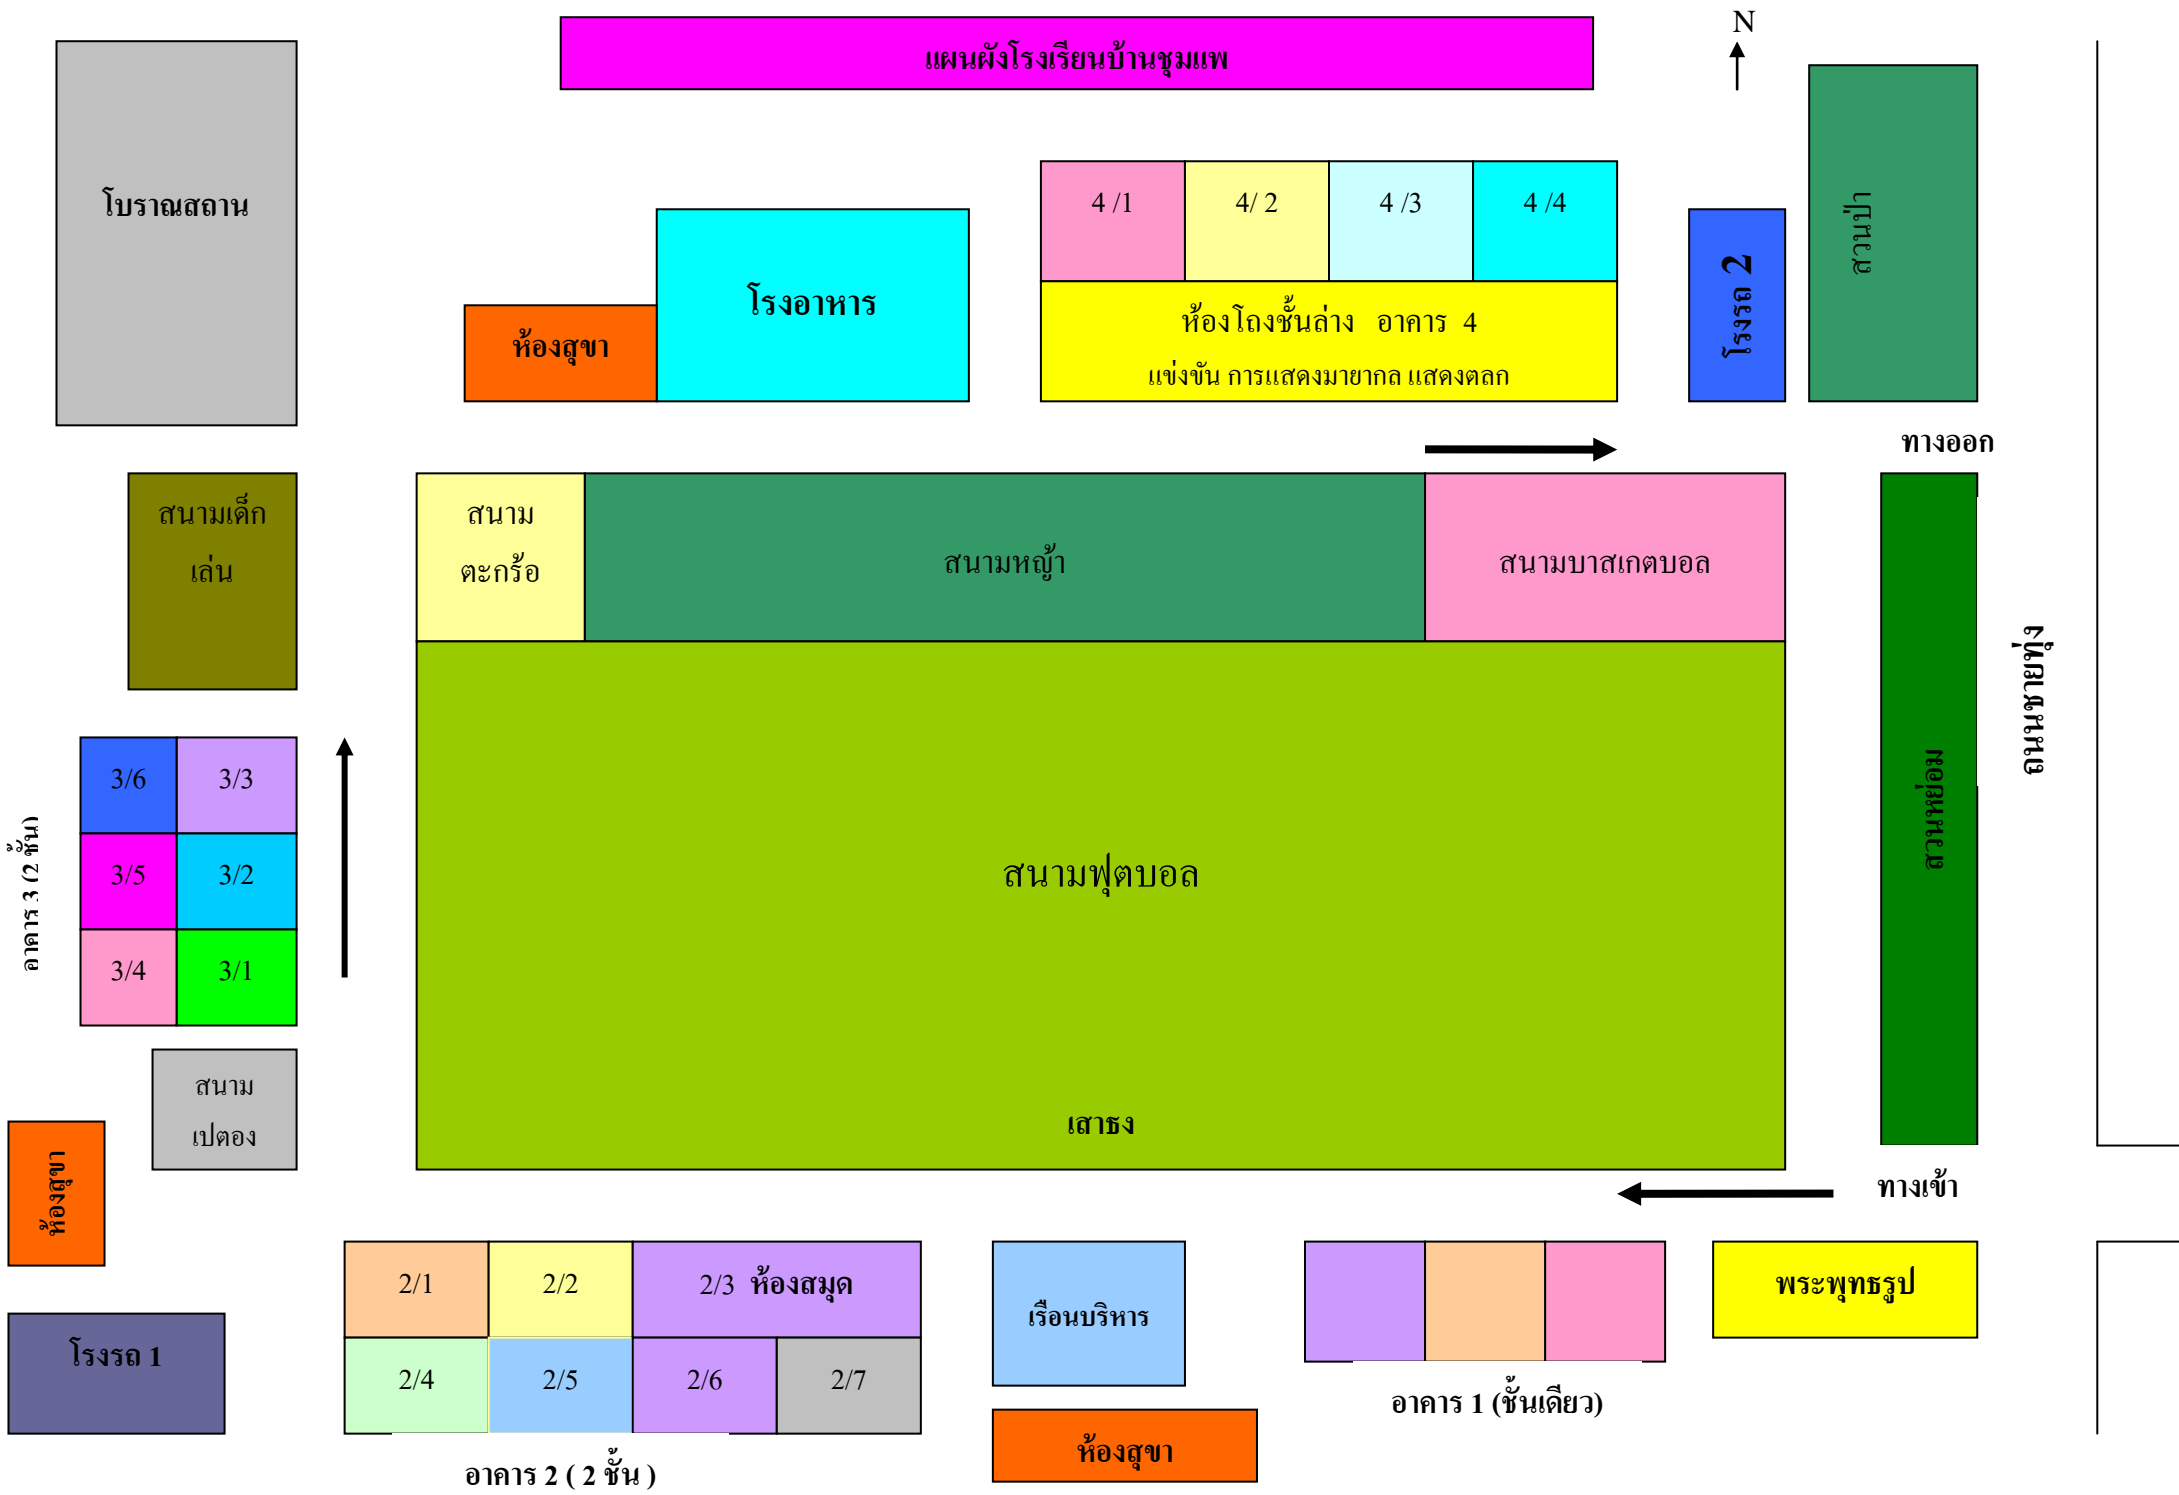 แผนผังโรงเรียนบ้านชุมแพ
N
โบราณสถาน
4 /1
4/ 2
4 /3
4 /4
สวนป่า
โรงรถ 2
โรงอาหาร
ห้องสุขา
ห้องโถงชั้นล่าง อาคาร 4
แข่งขัน การแสดงมายากล แสดงตลก
ทางออก
สนามเด็ก
เล่น
สนาม
ตะกร้อ
สนามหญ้า
สนามบาสเกตบอล
3/6
3/3
3/5
3/2
3/4
3/1
อาคาร 3 (2 ชั้น)
สนามฟุตบอล
สวนหย่อม
สนาม
เปตอง
เสาธง
ห้องสุขา
ทางเข้า
2/1
2/2
2/3 ห้องสมุด
2/4
2/5
2/6
2/7
เรือนบริหาร
พระพุทธรูป
โรงรถ 1
อาคาร 1 (ชั้นเดียว)
ห้องสุขา
อาคาร 2 ( 2 ชั้น )